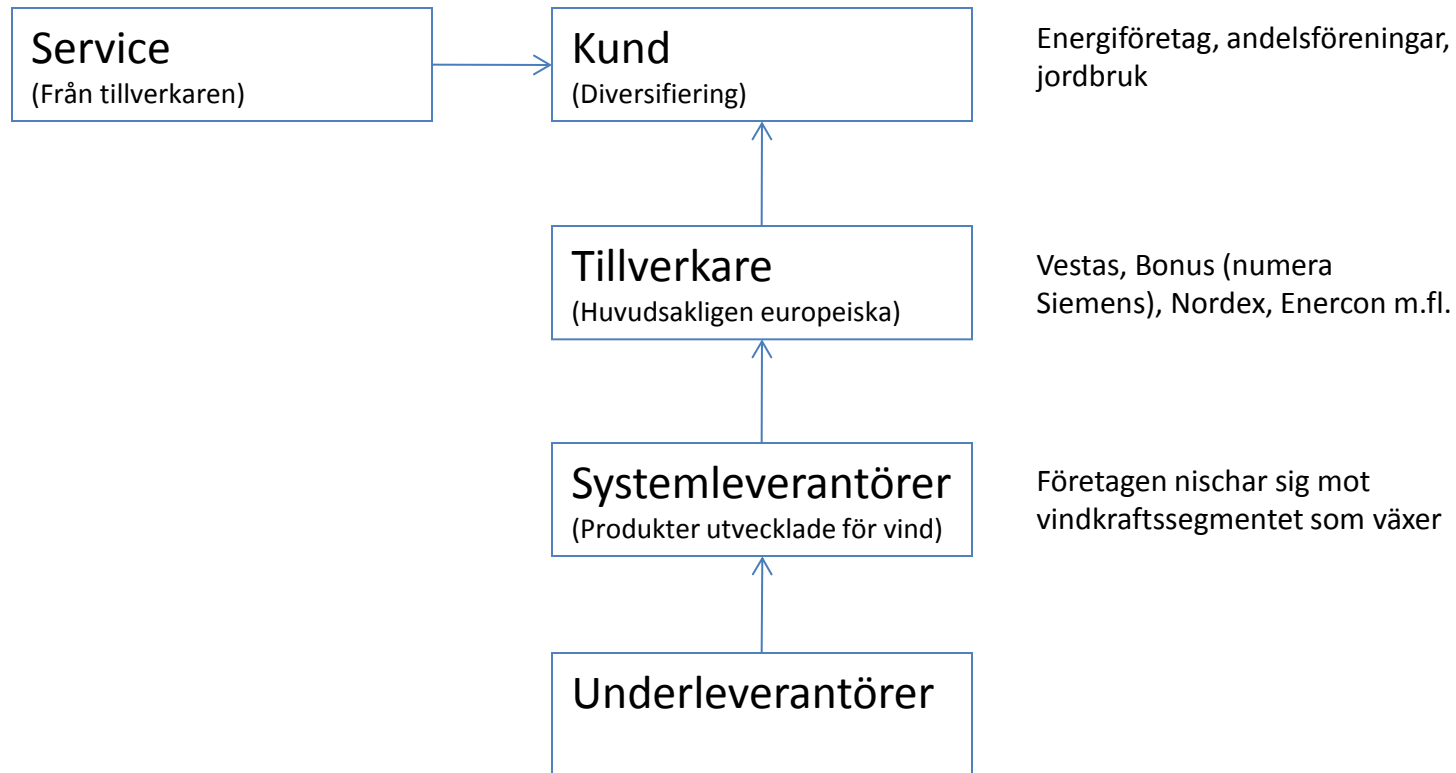 Service
(Från tillverkaren)
Kund
(Diversifiering)
Energiföretag, andelsföreningar,
jordbruk
Tillverkare
(Huvudsakligen europeiska)
Vestas, Bonus (numera
Siemens), Nordex, Enercon m.fl.
Systemleverantörer
(Produkter utvecklade för vind)
Företagen nischar sig mot
vindkraftssegmentet som växer
Underleverantörer